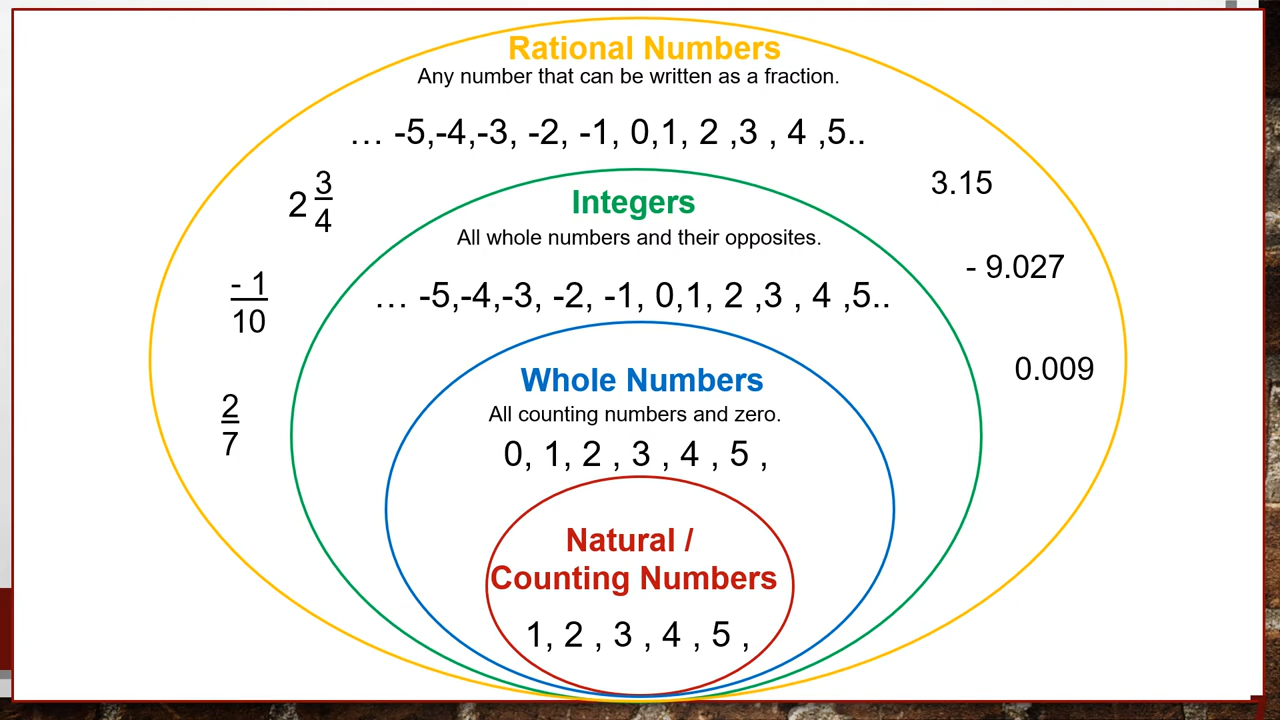 Rational Numbers
Any number that can be written as a fraction.
… -5,-4,-3, -2, -1, 0,1, 2 ,3 , 4 ,5..
2 3/4
3.15
Integers
All whole numbers and their opposites.
- 9.027
- 1/10
… -5,-4,-3, -2, -1, 0,1, 2 ,3 , 4 ,5..
0.009
Whole Numbers
All counting numbers and zero.
2/7
0, 1, 2 , 3 , 4 , 5 ,
Natural /
Counting Numbers
1, 2 , 3 , 4 , 5 ,